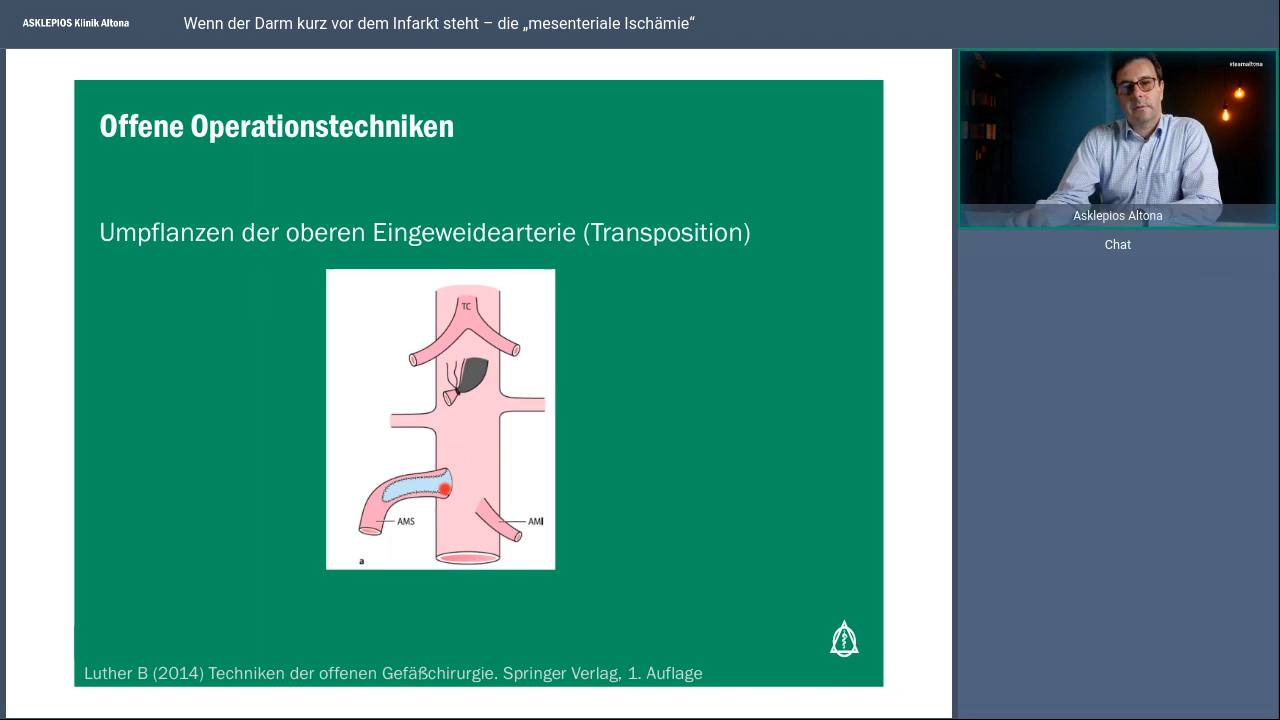 ASKLEPIOS Klinik Altona
Wenn der Darm kurz vor dem Infarkt steht – die „mesenteriale Ischämie“
#teamaltona
Offene Operationstechniken
Umpflanzen der oberen Eingeweidearterie (Transposition)
TC
AMS
AMI
a
Luther B (2014) Techniken der offenen Gefäßchirurgie. Springer Verlag, 1. Auflage
Asklepios Altona
Chat